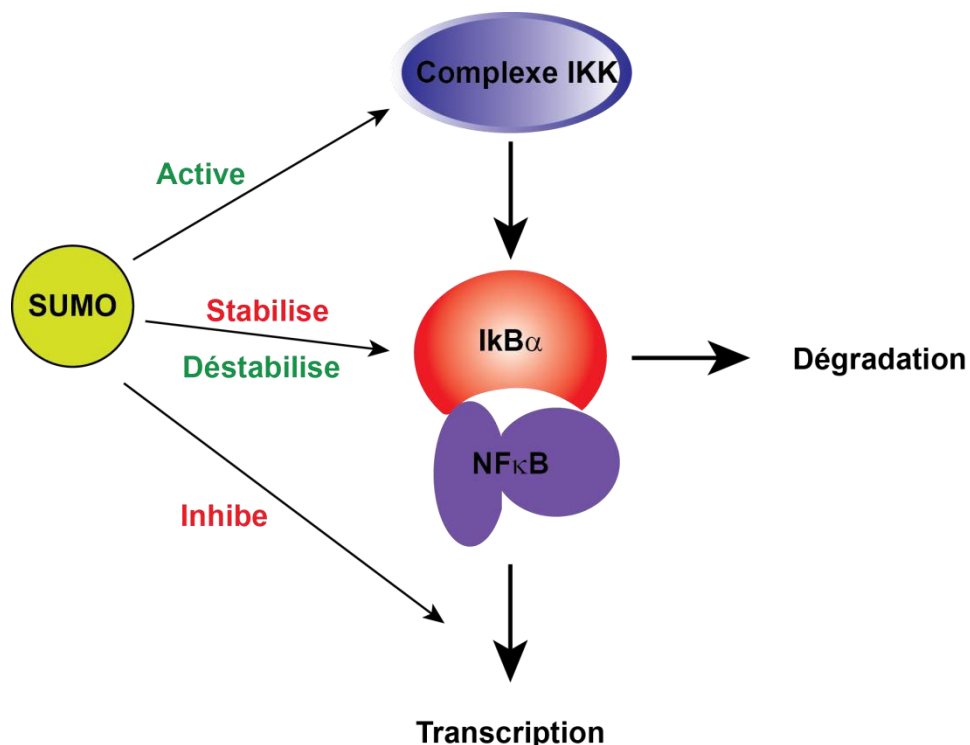 Complexe IKK
Active
SUMO
Stabilise
IkBα
Déstabilise
Dégradation
NFκB
Inhibe
Transcription